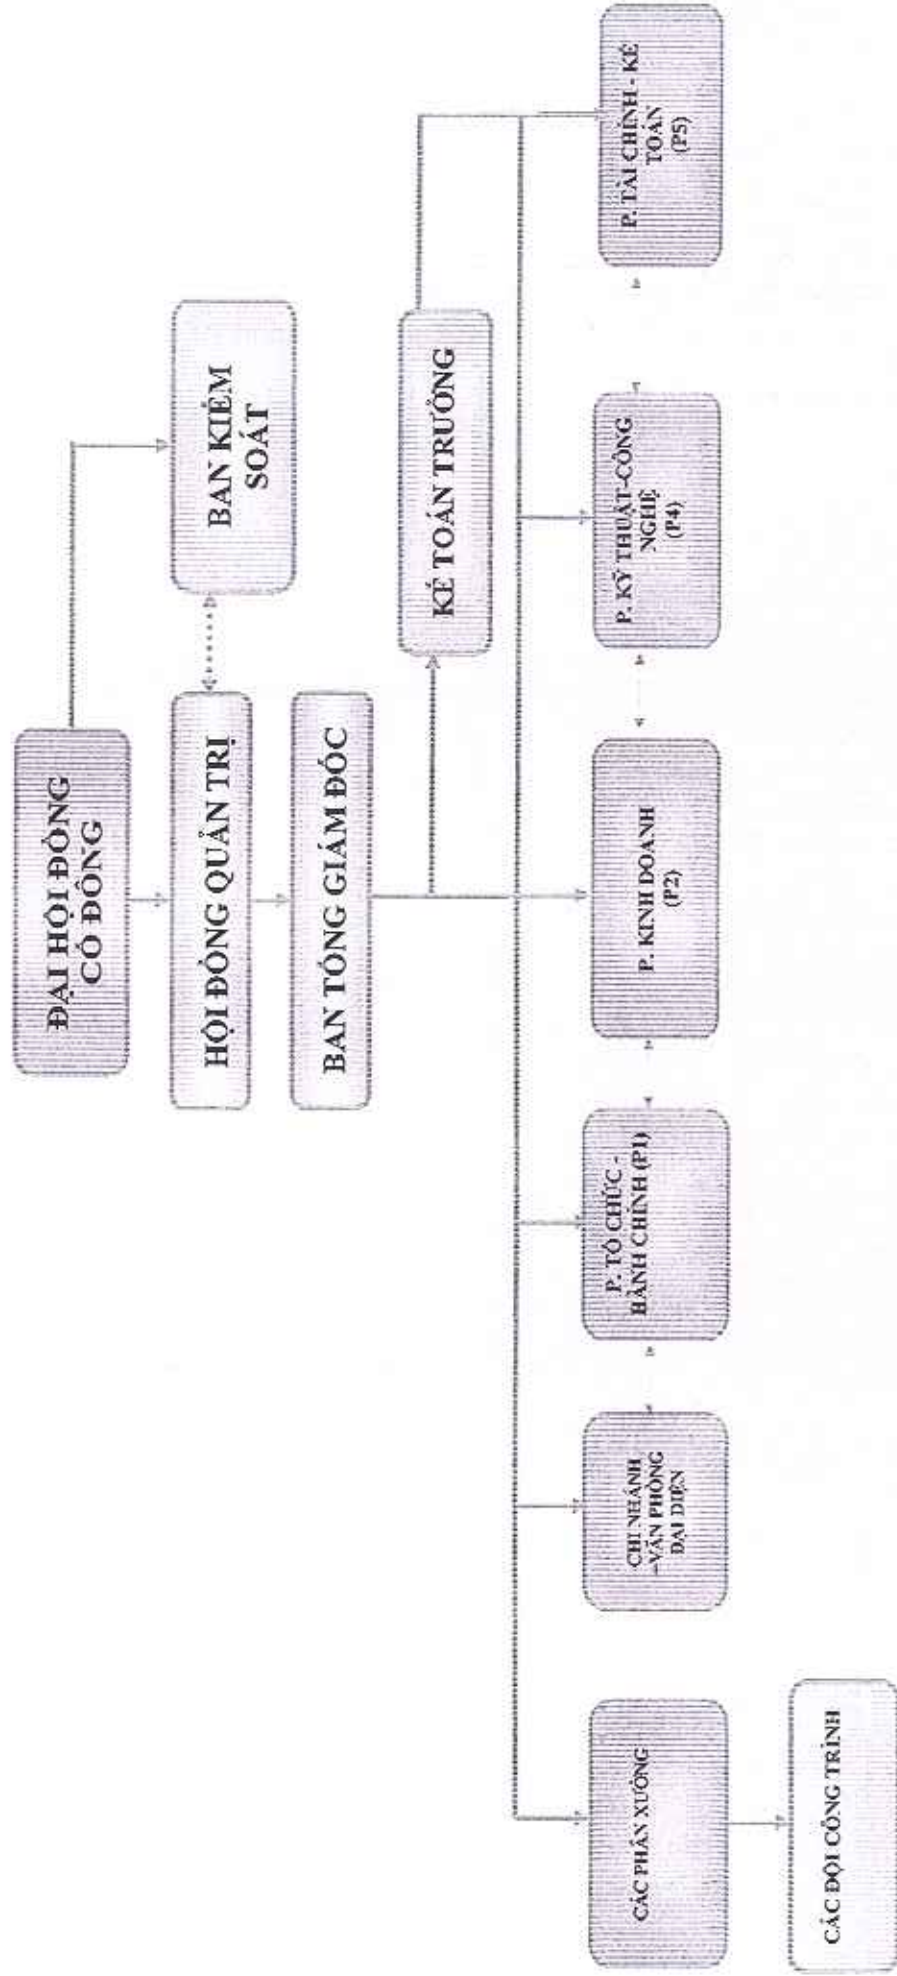 ĐẠI HỘI ĐỒNG
CỔ ĐÔNG
BAN KIỂM
SOÁT
HỘI ĐỒNG QUẢN TRỊ
BAN TỔNG GIÁM ĐỐC
KẾ TOÁN TRƯỞNG
CÁC PHÂN XƯỞNG
CHI NHÁNH
–VĂN PHÒNG
ĐẠI DIỆN
P. TỔ CHỨC -
HÀNH CHÍNH (P1)
P. KINH DOANH
(P2)
P. KỸ THUẬT-CÔNG
NGHỆ
(P4)
P. TÀI CHÍNH - KẾ
TOÁN
(P5)
CÁC ĐỘI CÔNG TRÌNH